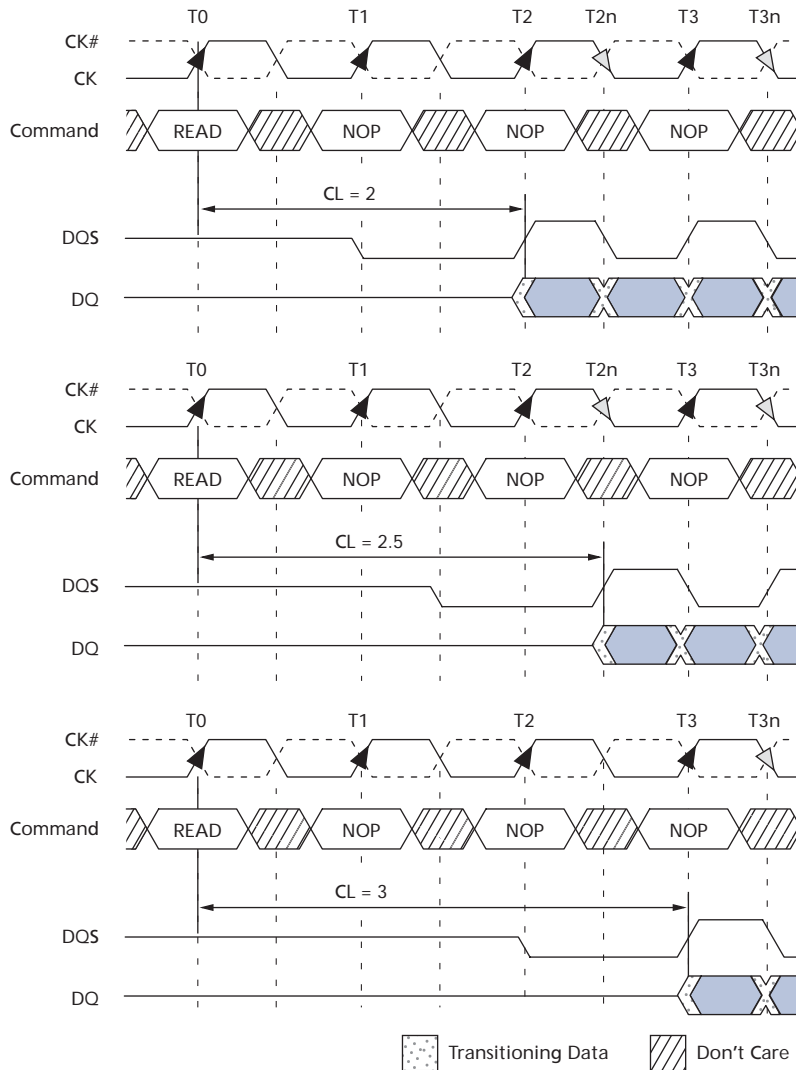 T0 T1 T2 T2n T3 T3n
CK#
CK
Command READ NOP NOP NOP
CL = 2
DQS
DQ
T0 T1 T2 T2n T3 T3n
CK#
CK
Command READ NOP NOP NOP
CL = 2.5
DQS
DQ
T0 T1 T2 T3 T3n
CK#
CK
Command READ NOP NOP NOP
CL = 3
DQS
DQ
Transitioning Data Don't Care